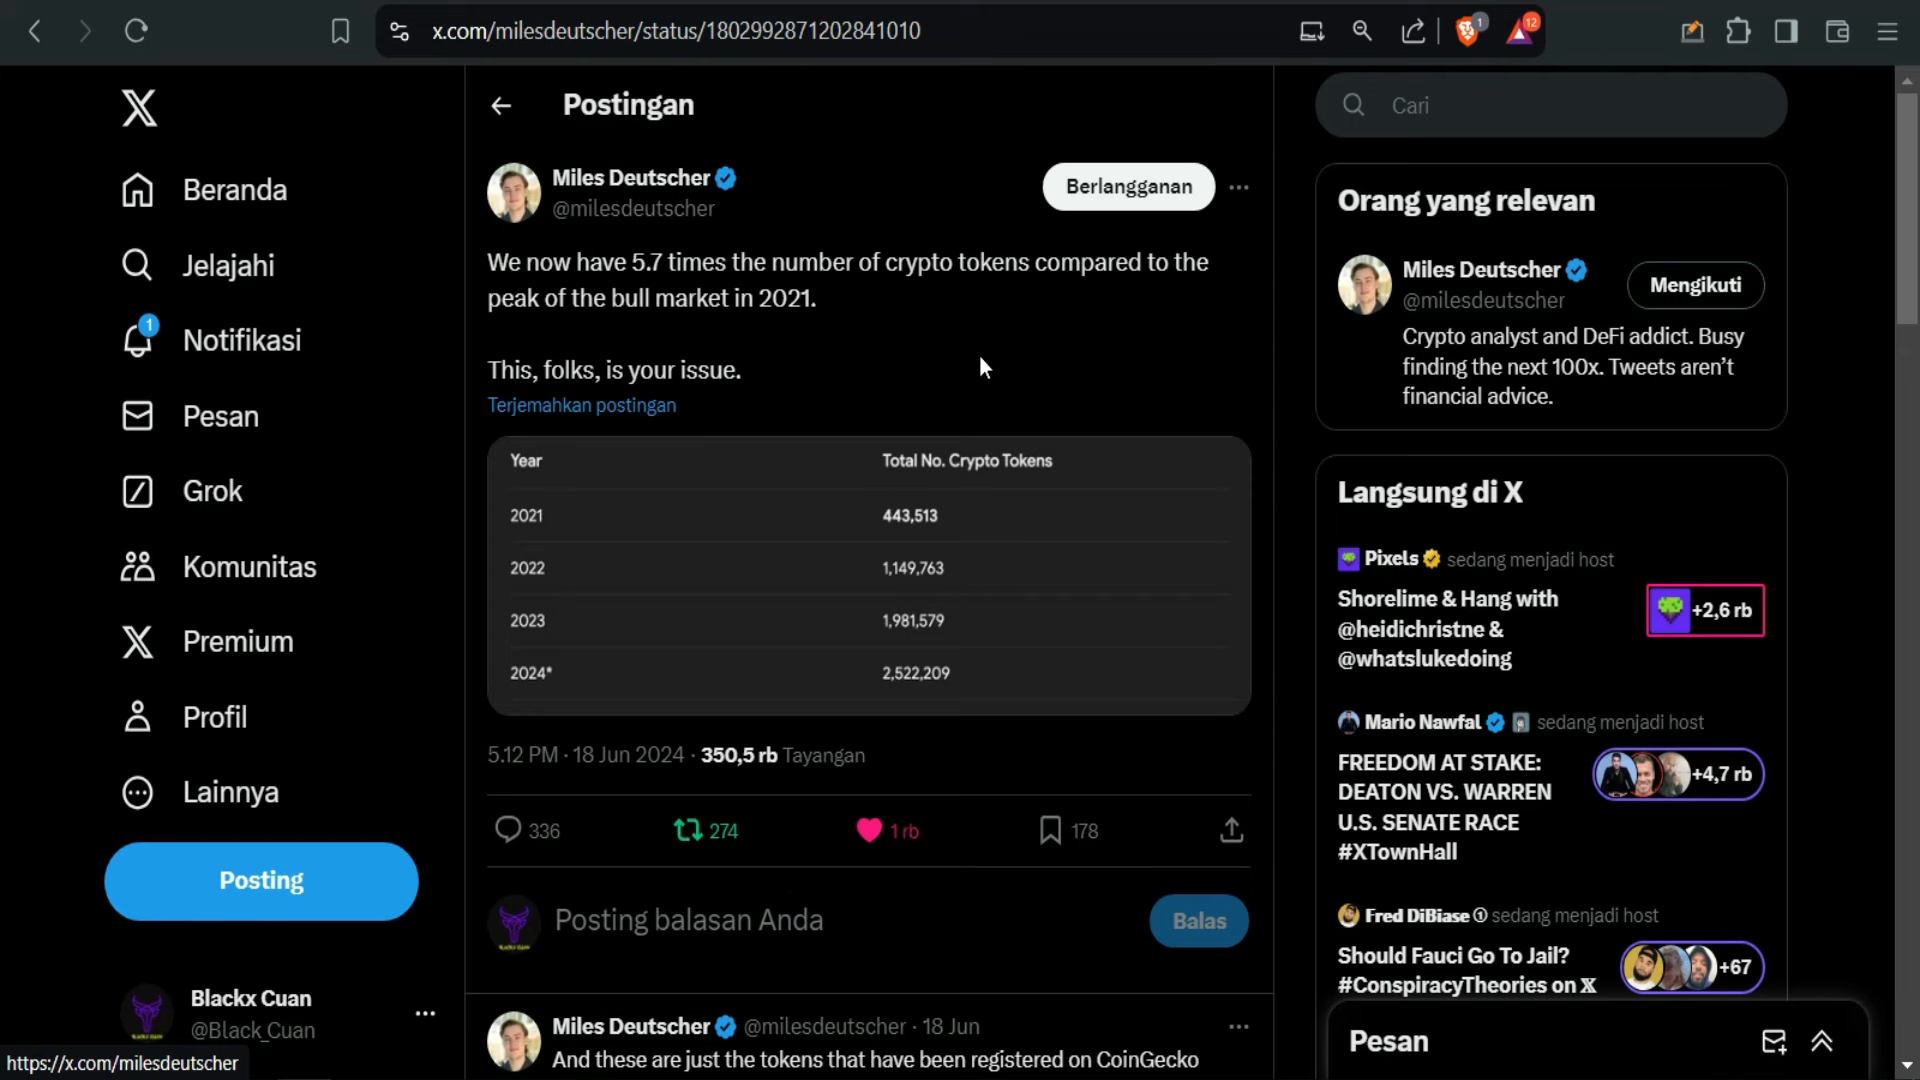 x.com/milesdeutscher/status/1802992871202841010
1
12
Beranda
Jelajahi
1
Notifikasi
Pesan
Grok
Komunitas
Premium
Profil
Lainnya
Posting
Blackx Cuan
@Black_Cuan
https://x.com/milesdeutscher
Postingan
Miles Deutscher
@milesdeutscher
Berlangganan
We now have 5.7 times the number of crypto tokens compared to the
peak of the bull market in 2021.
This, folks, is your issue.
Terjemahkan postingan
Year Total No. Crypto Tokens
2021 443,513
2022 1,149,763
2023 1,981,579
2024* 2,522,209
5.12 PM · 18 Jun 2024 · 350,5 rb Tayangan
336 274 1 rb 178
Posting balasan Anda
Balas
Miles Deutscher @milesdeutscher · 18 Jun
And these are just the tokens that have been registered on CoinGecko
Cari
Orang yang relevan
Miles Deutscher
@milesdeutscher
Mengikuti
Crypto analyst and DeFi addict. Busy
finding the next 100x. Tweets aren't
financial advice.
Langsung di X
Pixels sedang menjadi host
Shorelime & Hang with
@heidichristne &
@whatslukedoing
+2,6 rb
Mario Nawfal sedang menjadi host
FREEDOM AT STAKE:
DEATON VS. WARREN
U.S. SENATE RACE
#XTownHall
+4,7 rb
Fred DiBiase sedang menjadi host
Should Fauci Go To Jail?
#ConspiracyTheories on 𝕏
+67
Pesan